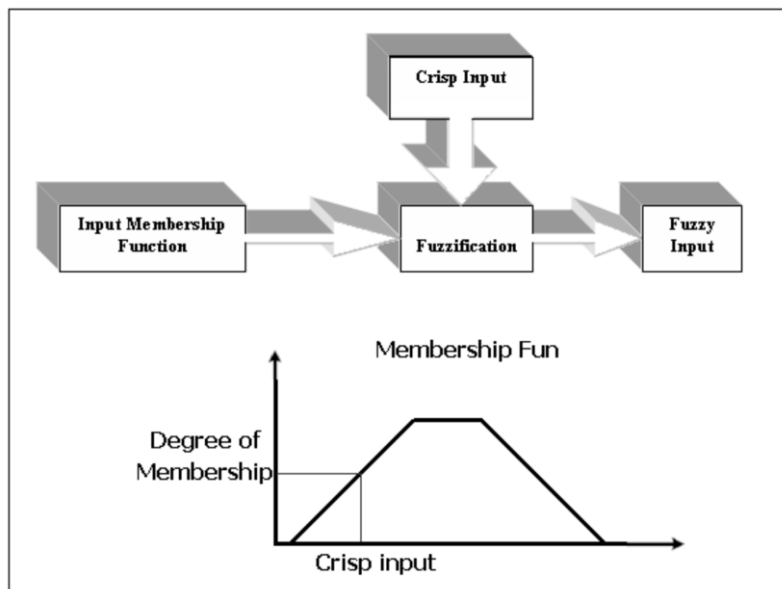 Crisp Input
Input Membership
Function
Fuzzification
Fuzzy
Input
Membership Fun
Degree of
Membership
Crisp input